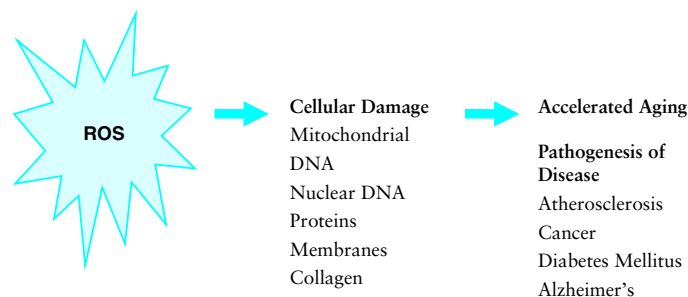 ROS
Cellular Damage
Mitochondrial
DNA
Nuclear DNA
Proteins
Membranes
Collagen
Accelerated Aging
Pathogenesis of
Disease
Atherosclerosis
Cancer
Diabetes Mellitus
Alzheimer's